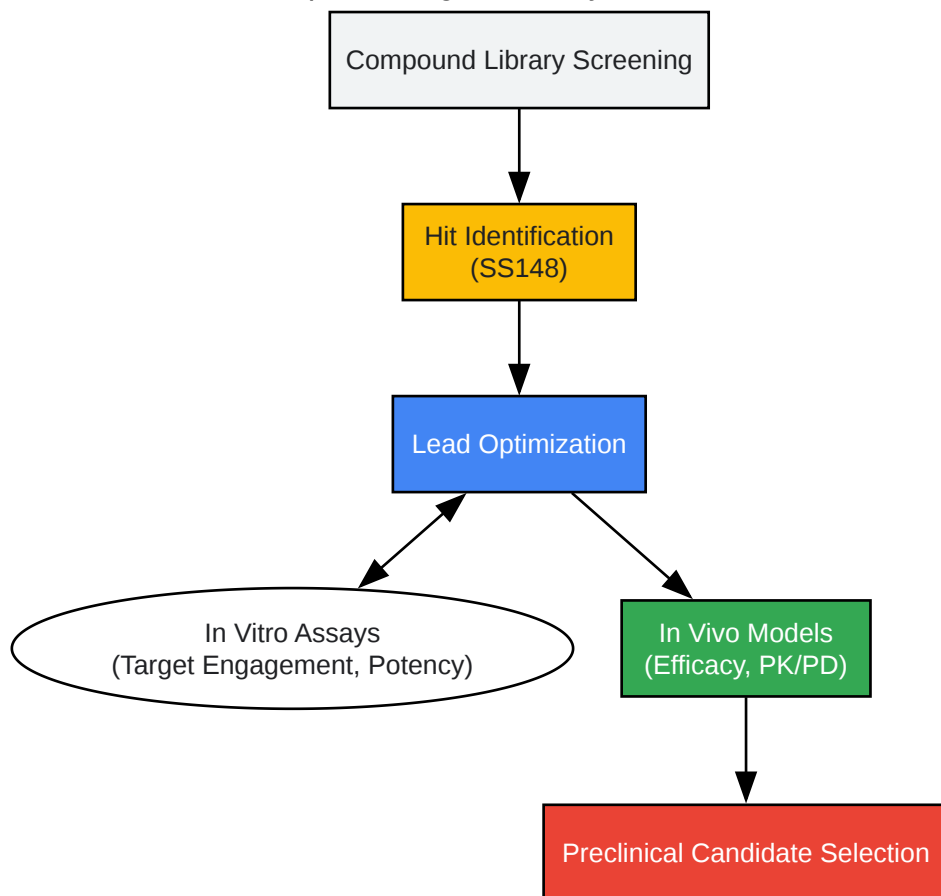 Compound Library Screening
Hit Identification
(SS148)
Lead Optimization
In Vitro Assays
(Target Engagement, Potency)
In Vivo Models
(Efficacy, PK/PD)
Preclinical Candidate Selection